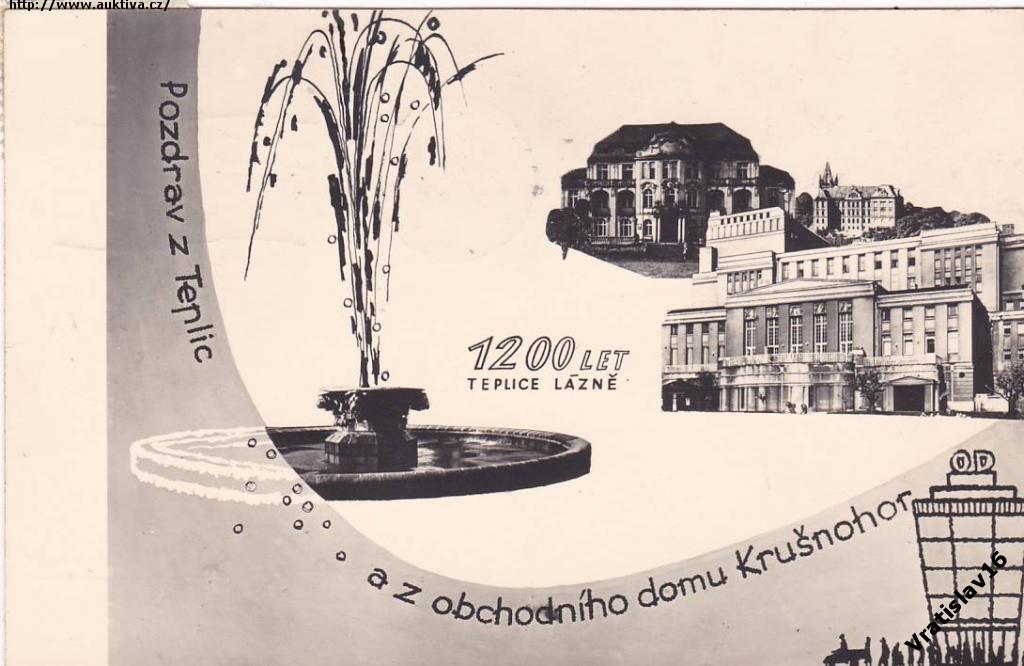 http://www.auktiva.cz/
Pozdrav z Teplic
1200 LET
TEPLICE LÁZNĚ
a z obchodního domu Krušnohor
OD
Vratislav16